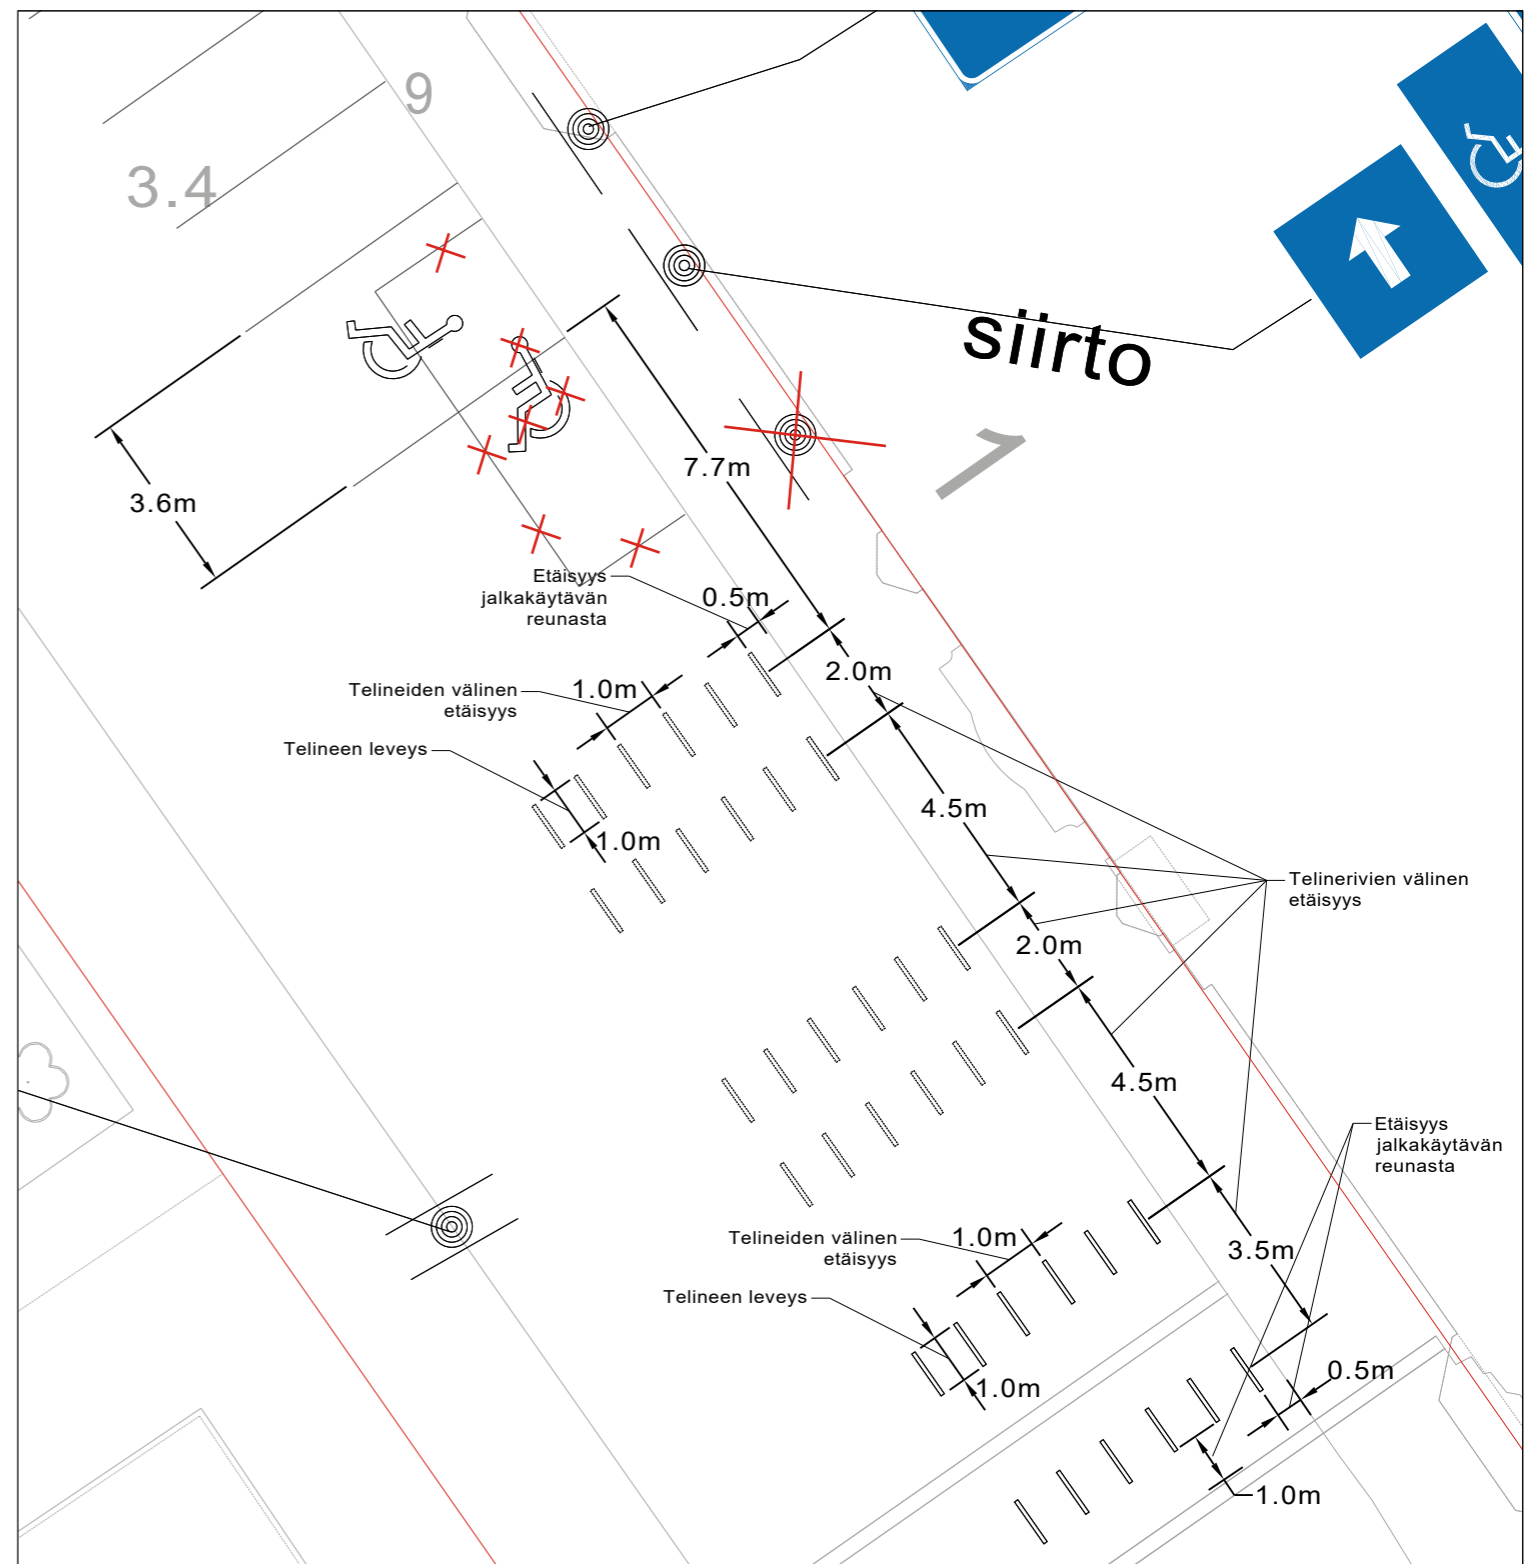 9
3.4
siirto
1
7.7m
3.6m
Etäisyys
jalkakäytävän
reunasta
0.5m
2.0m
Telineiden välinen
etäisyys
1.0m
Telineen leveys
1.0m
4.5m
Telinerivien välinen
etäisyys
2.0m
4.5m
Etäisyys
jalkakäytävän
reunasta
Telineiden välinen
etäisyys
1.0m
3.5m
Telineen leveys
1.0m
0.5m
1.0m